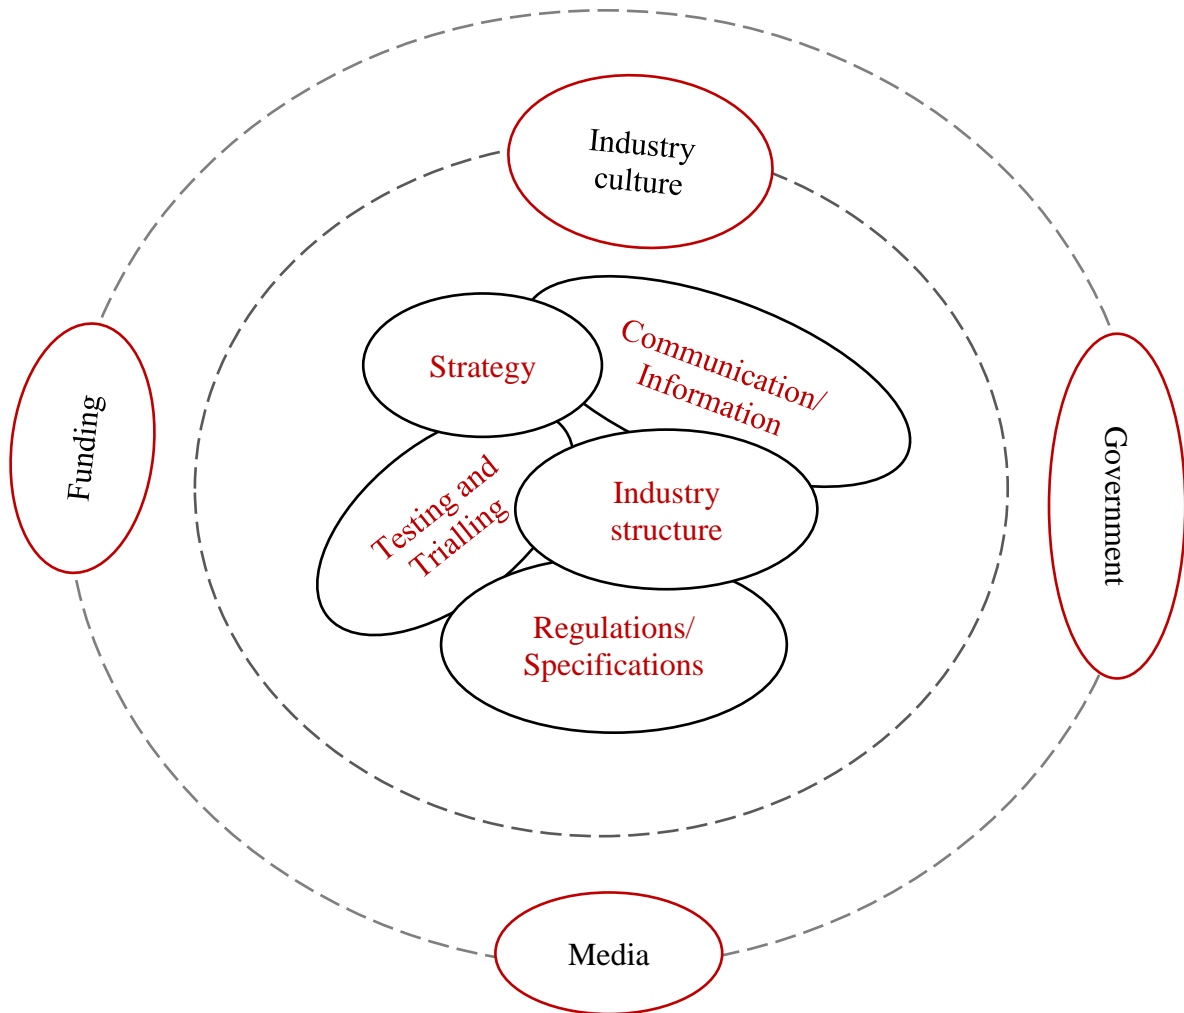 Industry
culture
Strategy
Communication/
Information
Funding
Government
Testing and
Trialling
Industry
structure
Regulations/
Specifications
Media